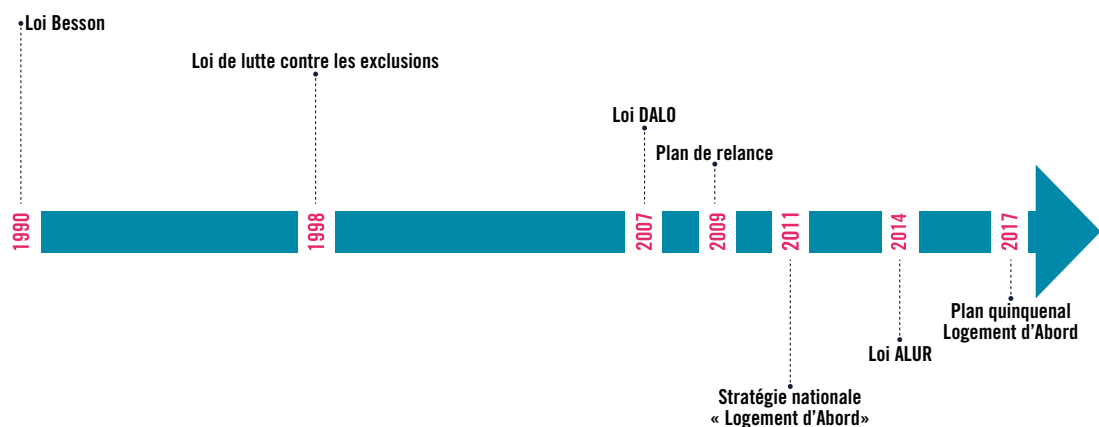 Loi Besson
Loi de lutte contre les exclusions
Loi DALO
Plan de relance
1990
1998
2007
2009
2011
2014
2017
Plan quinquenal
Logement d’Abord
Loi ALUR
Stratégie nationale
« Logement d’Abord»